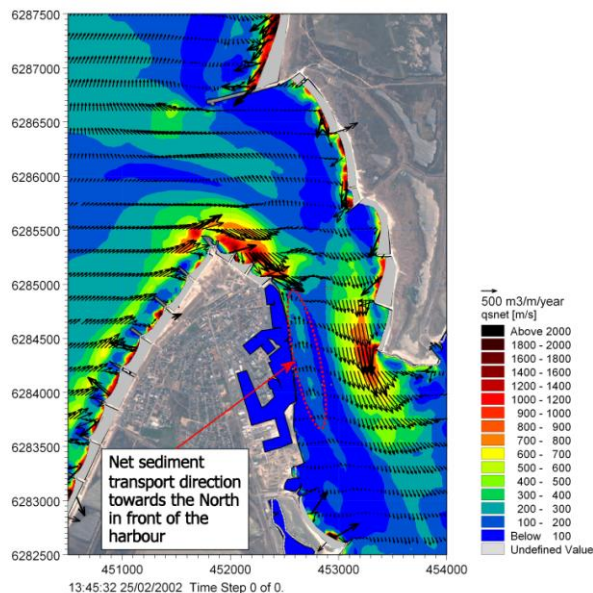 6287500
6287000
6286500
6286000
6285500
6285000
6284500
6284000
6283500
6283000
6282500
451000
452000
453000
454000
Net sediment
transport direction
towards the North
in front of the
harbour
500 m3/m/year
qsnet [m/s]
Above 2000
1800 - 2000
1600 - 1800
1400 - 1600
1200 - 1400
1000 - 1200
900 - 1000
800 - 900
700 - 800
600 - 700
500 - 600
400 - 500
300 - 400
200 - 300
100 - 200
Below 100
Undefined Value
13:45:32 25/02/2002 Time Step 0 of 0.